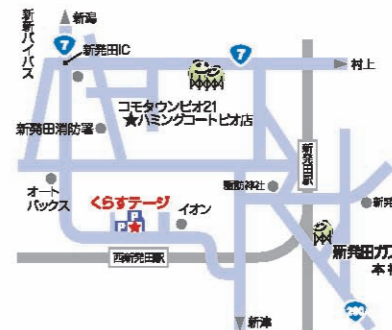 新新バイパス
新潟
7
新発田IC
7
村上
コモタウンピオ21
★ハミングコートピオ店
新発田消防署
新発田駅
諏訪神社
オート
バックス
くらすテージ
P
P
イオン
西新発田駅
新発田ガス
本社
新津
290